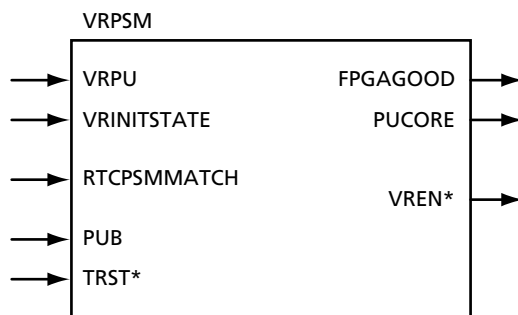 VRPSM
VRPU FPGAGOOD
VRINITSTATE PUCORE
RTCPSMMATCH
VREN*
PUB
TRST*